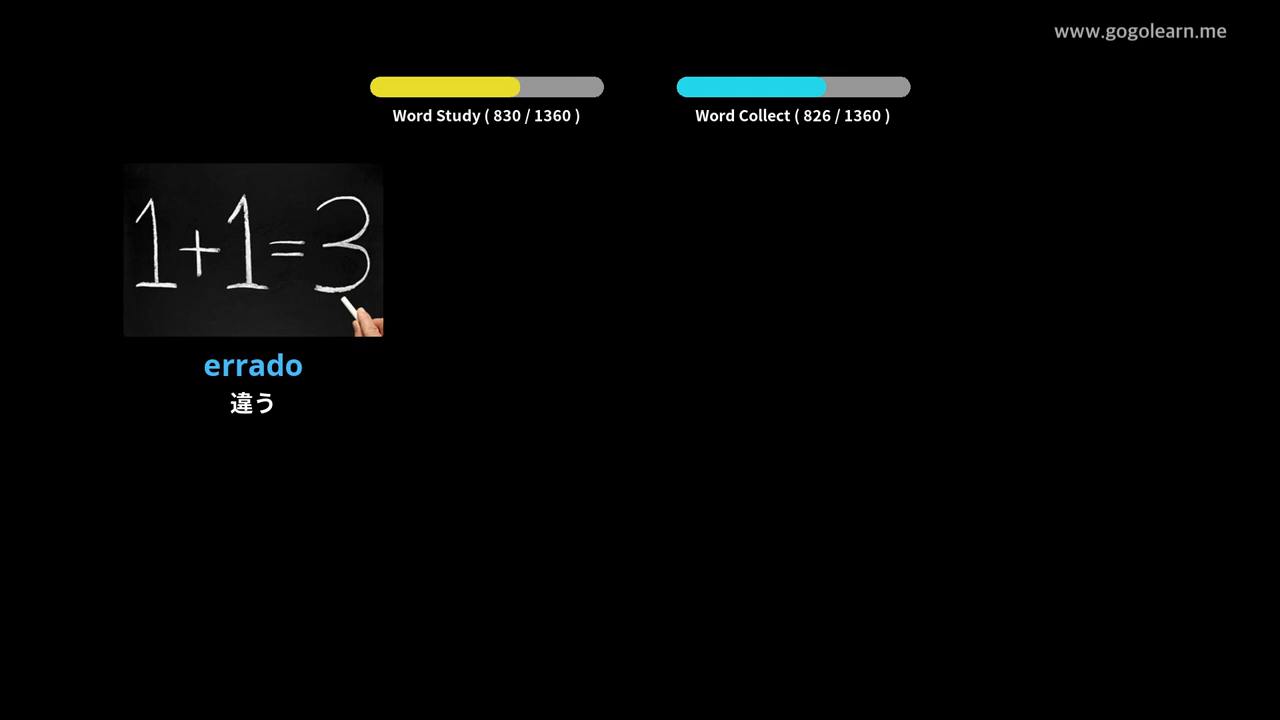 www.gogolearn.me
Word Study ( 830 / 1360 )
Word Collect ( 826 / 1360 )
1+1=3
errado
違う